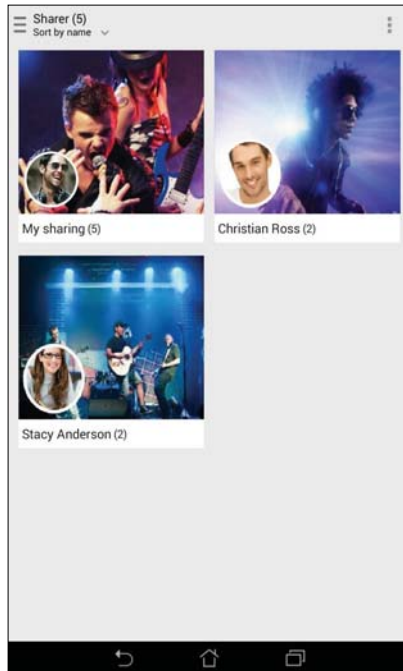 Sharer (5)
Sort by name
My sharing (5)
Christian Ross (2)
Stacy Anderson (2)